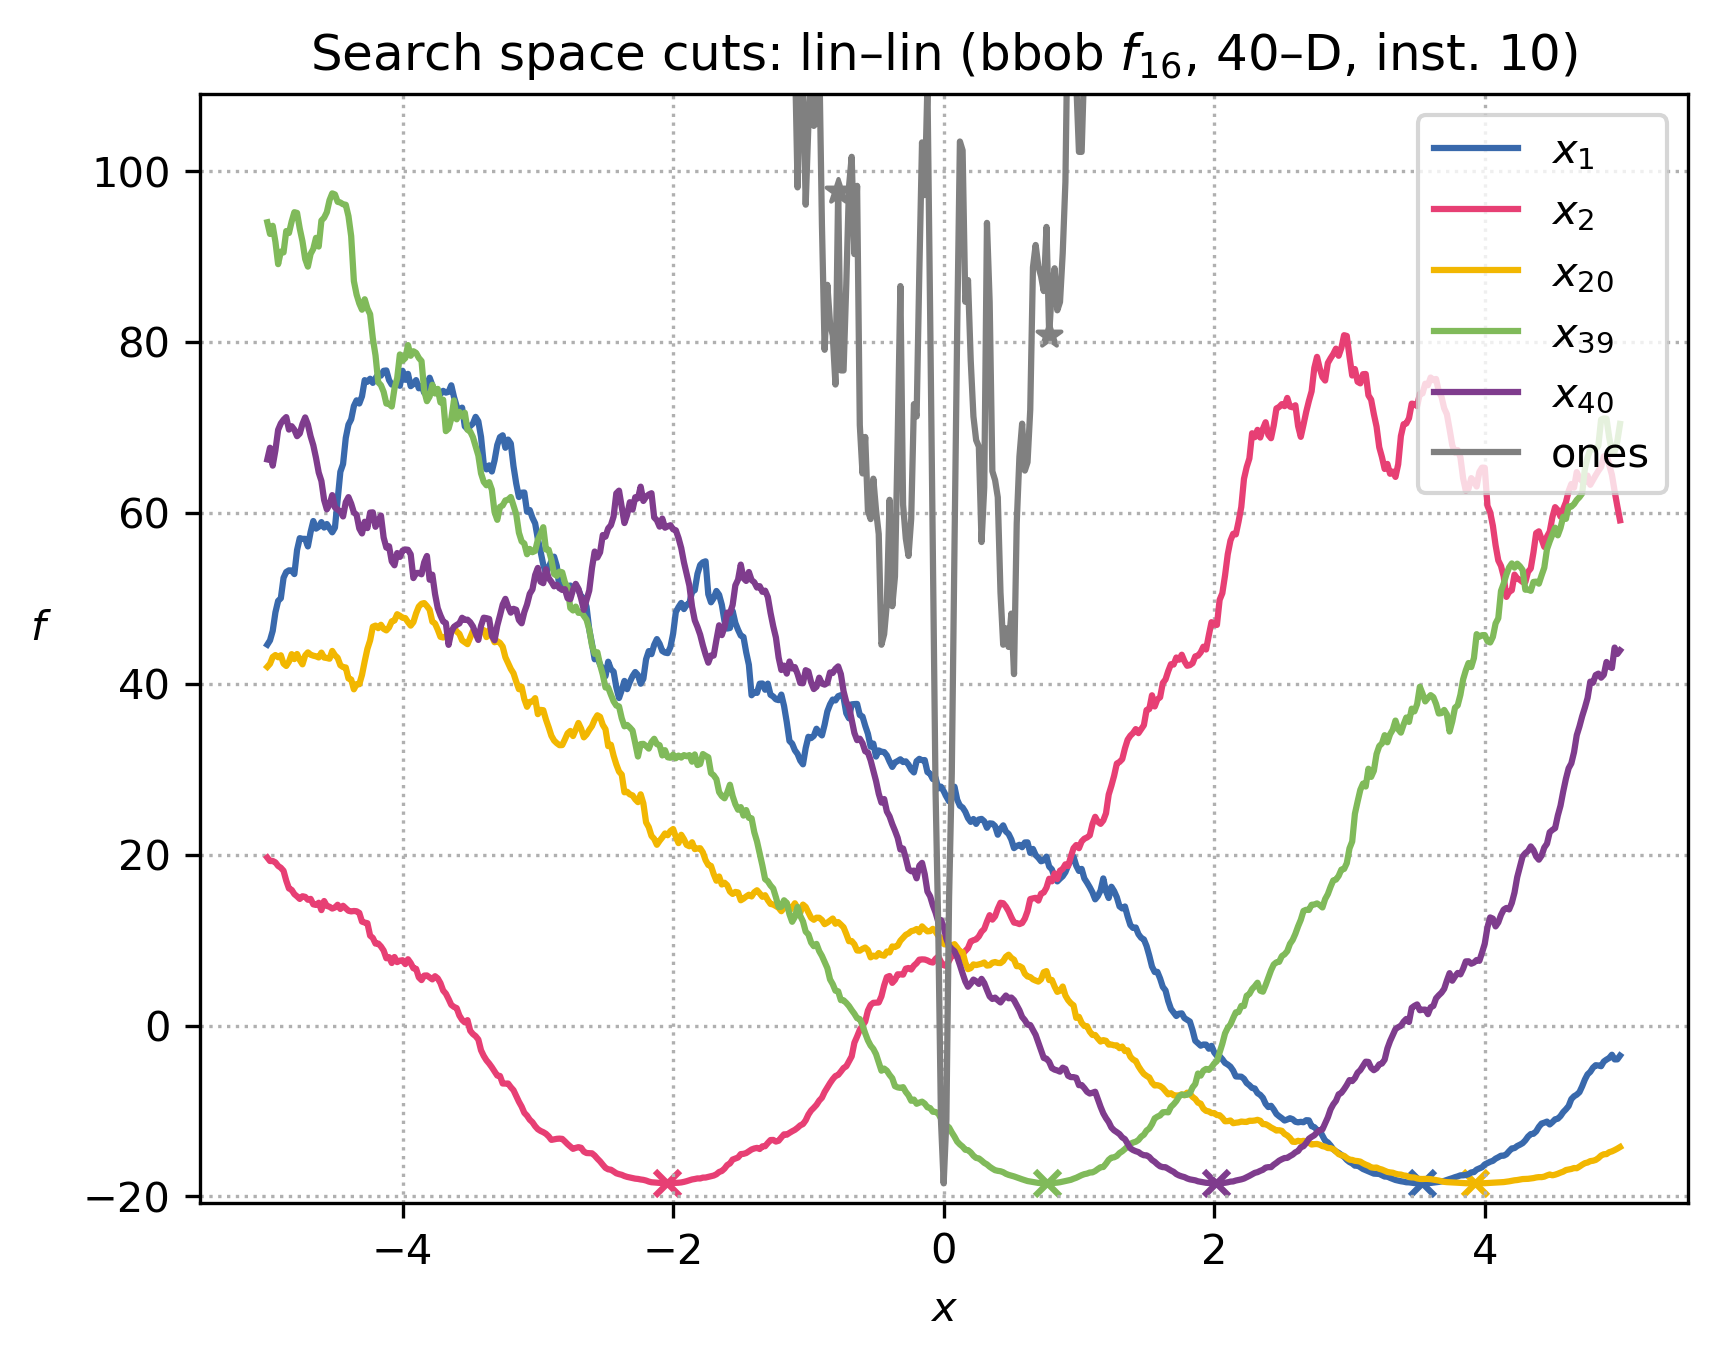 Search space cuts: lin–lin (bbob f16, 40–D, inst. 10)
100
80
60
40
20
0
−20
f
−4
−2
0
2
4
x
x1
x2
x20
x39
x40
ones